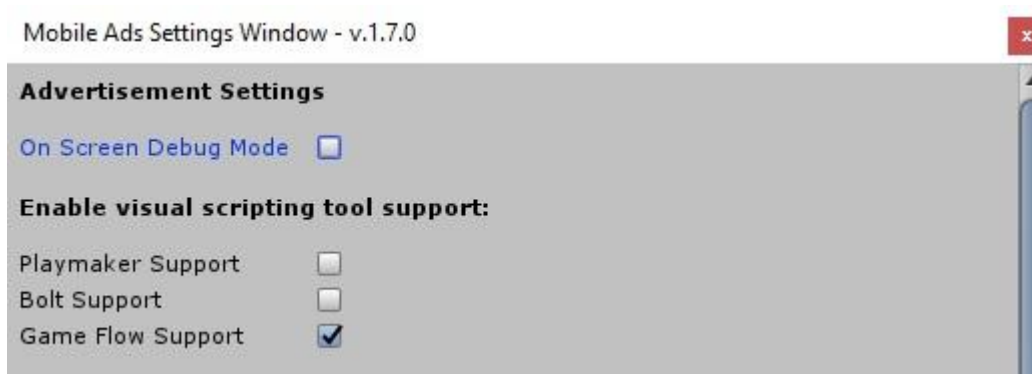 Mobile Ads Settings Window - v.1.7.0
x
Advertisement Settings
On Screen Debug Mode
Enable visual scripting tool support:
Playmaker Support
Bolt Support
Game Flow Support